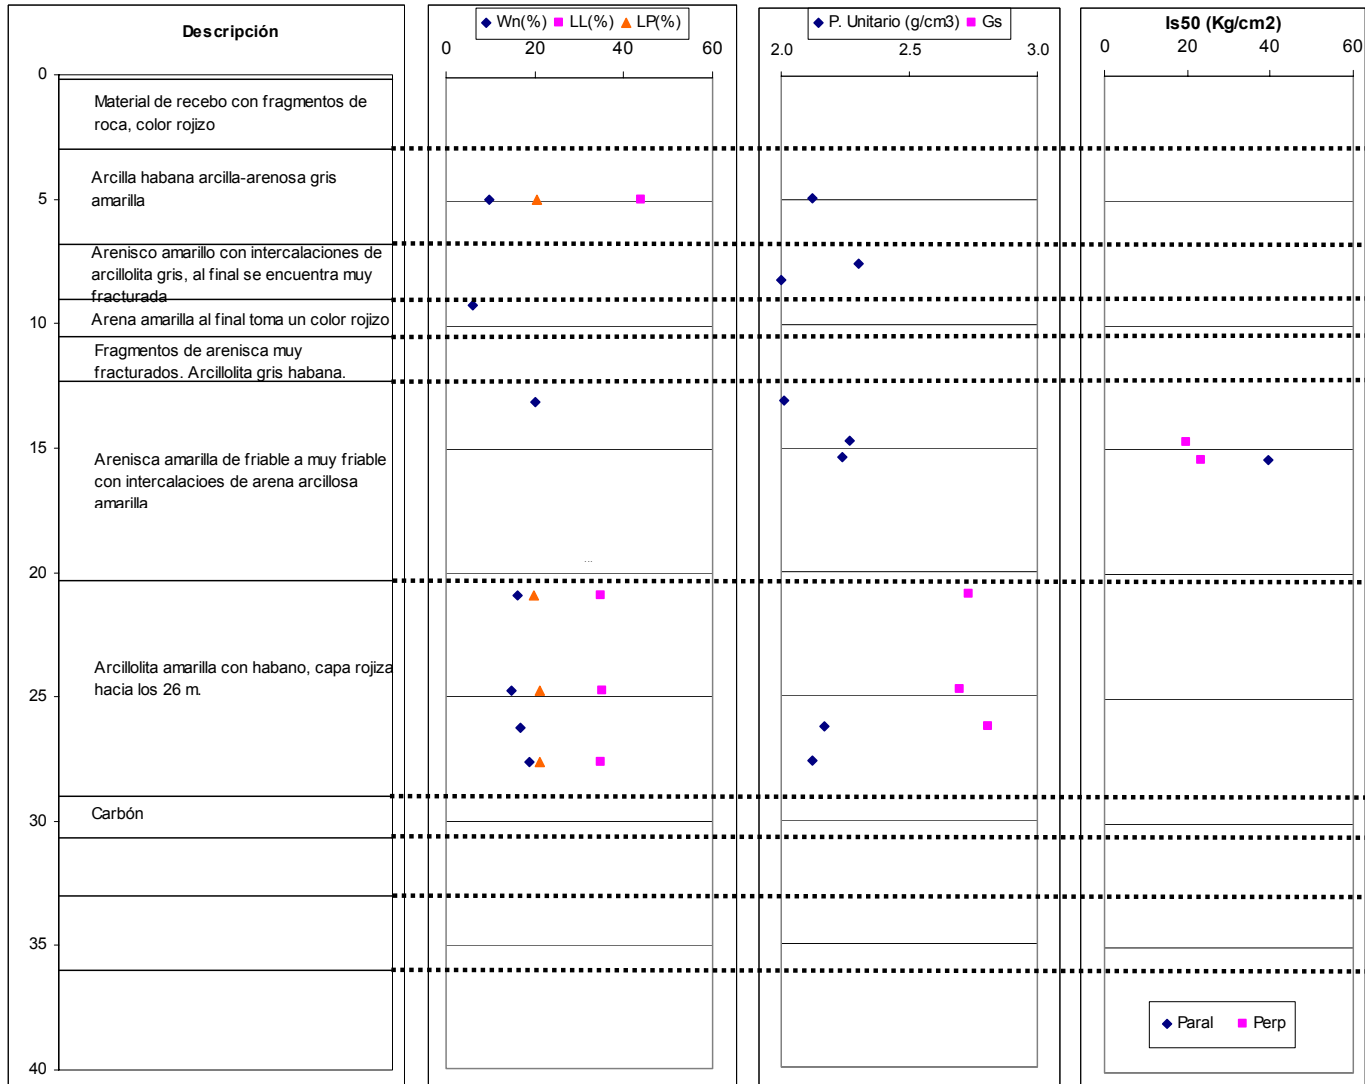 Descripción
Wn(%) LL(%) LP(%)
0 20 40 60
P. Unitario (g/cm3) Gs
2.0 2.5 3.0
Is50 (Kg/cm2)
0 20 40 60
0
Material de recebo con fragmentos de
roca, color rojizo
Arcilla habana arcilla-arenosa gris
amarilla
5
Arenisco amarillo con intercalaciones de
arcillolita gris, al final se encuentra muy
fracturada
Arena amarilla al final toma un color rojizo
10
Fragmentos de arenisca muy
fracturados. Arcillolita gris habana.
15
Arenisca amarilla de friable a muy friable
con intercalacioes de arena arcillosa
amarilla
...
20
Arcillolita amarilla con habano, capa rojiza
hacia los 26 m.
25
Carbón
30
35
Paral Perp
40